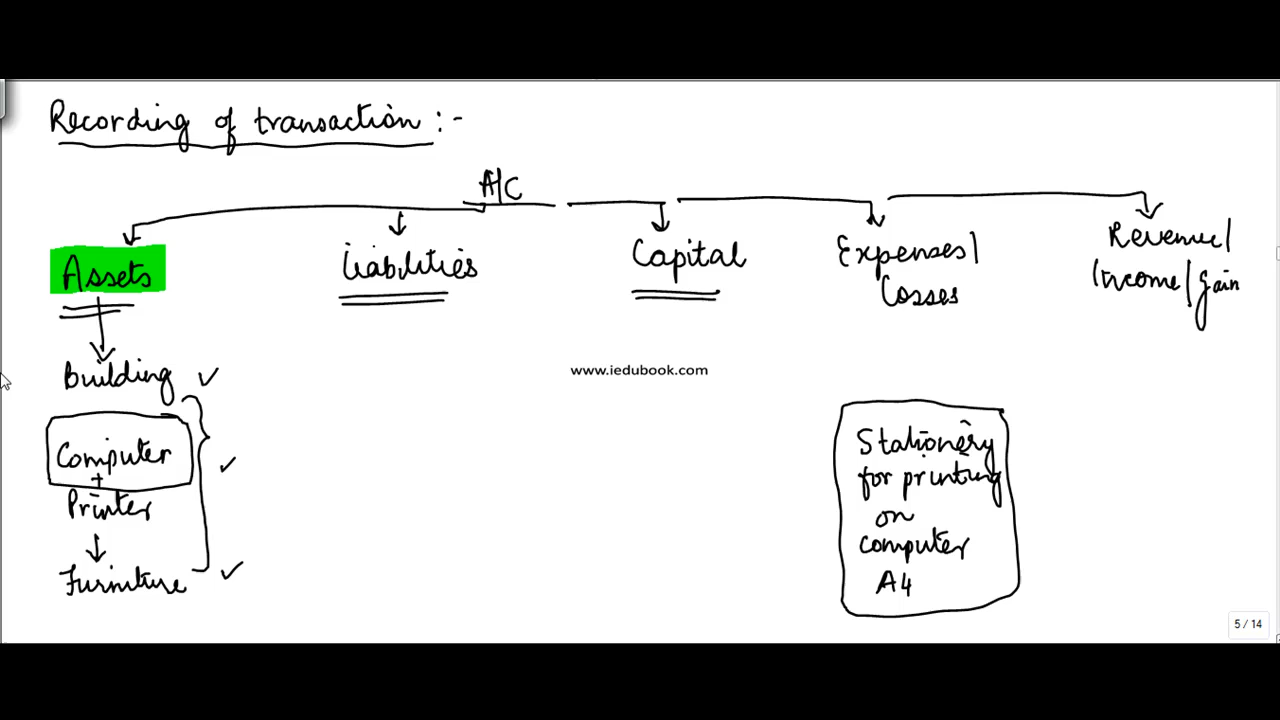 Recording of transaction :-
A/C
Assets
Liabilities
Capital
Expenses/
Losses
Revenue/
Income/gain
Building ✓
Computer
+
Printer
✓
Furniture ✓
www.iedubook.com
Stationery
for printing
on
computer
A4
5 / 14